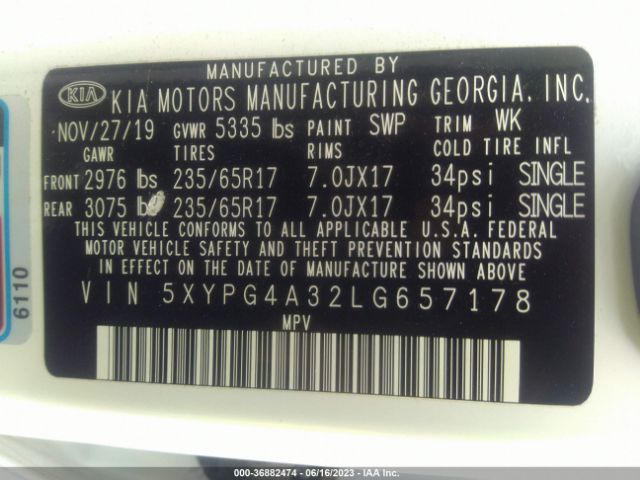 MANUFACTURED BY
KIA KIA MOTORS MANUFACTURING GEORGIA, INC.
NOV/27/19 GVWR 5335 lbs PAINT SWP TRIM WK
GAWR TIRES RIMS COLD TIRE INFL
FRONT 2976 lbs 235/65R17 7.0JX17 34psi SINGLE
REAR 3075 lb 235/65R17 7.0JX17 34psi SINGLE
THIS VEHICLE CONFORMS TO ALL APPLICABLE U.S.A. FEDERAL
MOTOR VEHICLE SAFETY AND THEFT PREVENTION STANDARDS
IN EFFECT ON THE DATE OF MANUFACTURE SHOWN ABOVE
VIN 5XYPG4A32LG657178
MPV
6110
000-36882474 - 06/16/2023 - IAA Inc.